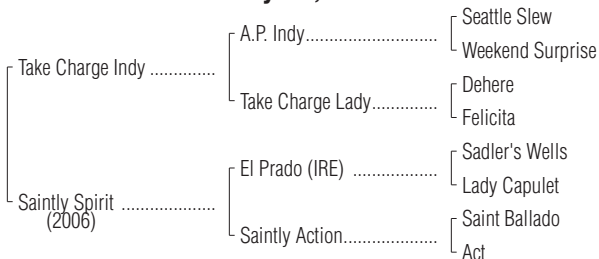 Seattle Slew
A.P. Indy..............................
Weekend Surprise
Take Charge Indy ..............
Dehere
Take Charge Lady...............
Felicita
Sadler's Wells
El Prado (IRE) ...................
Lady Capulet
Saintly Spirit ....................
(2006)
Saint Ballado
Saintly Action.....................
Act